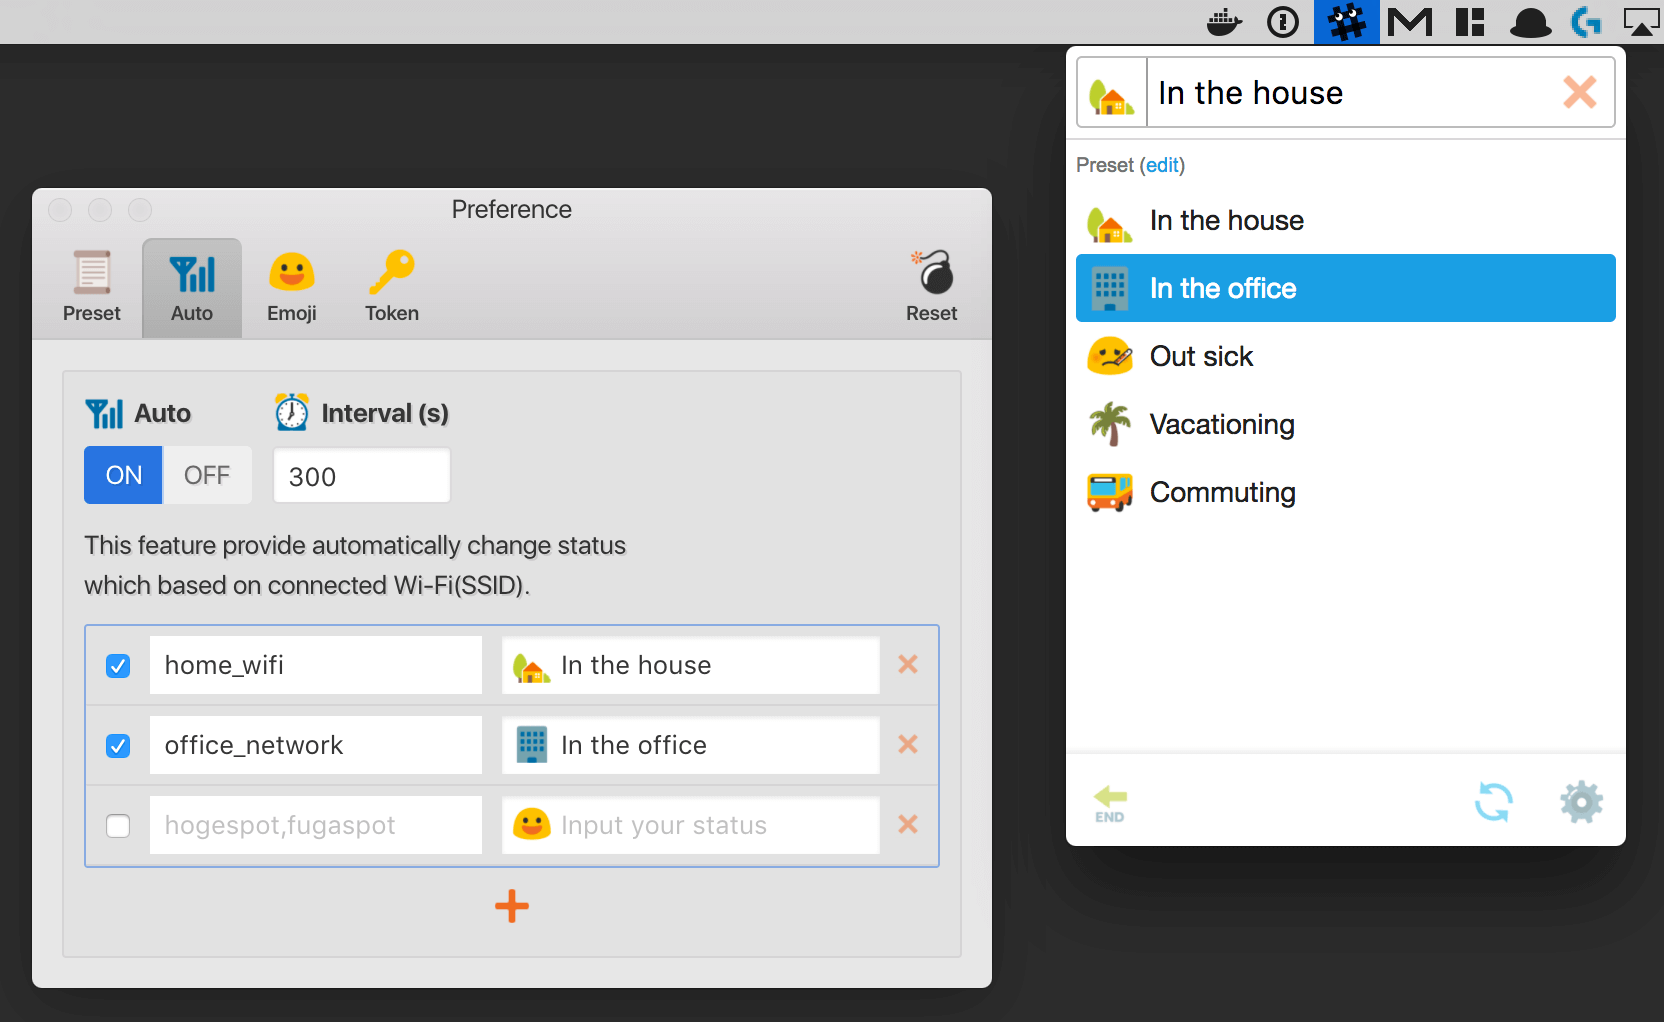 In the house
Preset (edit)
In the house
In the office
Out sick
Vacationing
Commuting
END
Preference
Preset
Auto
Emoji
Token
Reset
Auto
Interval (s)
ON
OFF
300
This feature provide automatically change status
which based on connected Wi-Fi(SSID).
home_wifi
In the house
office_network
In the office
hogespot,fugaspot
Input your status